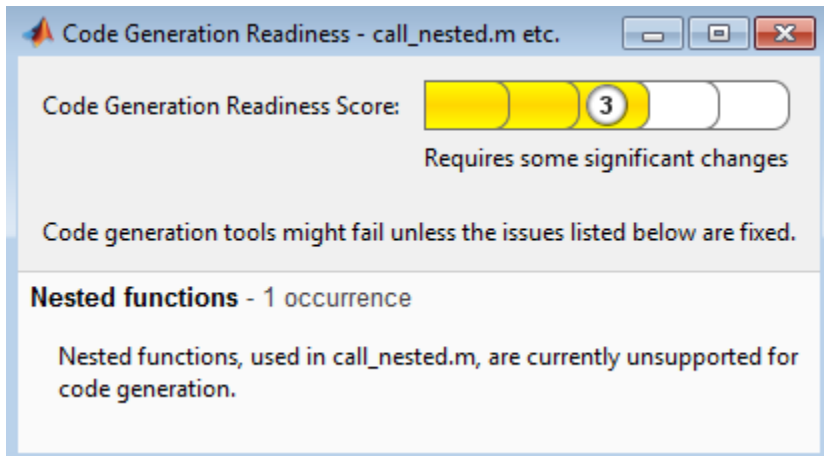 Code Generation Readiness - call_nested.m etc.
Code Generation Readiness Score:
3
Requires some significant changes
Code generation tools might fail unless the issues listed below are fixed.
Nested functions - 1 occurrence
Nested functions, used in call_nested.m, are currently unsupported for
code generation.